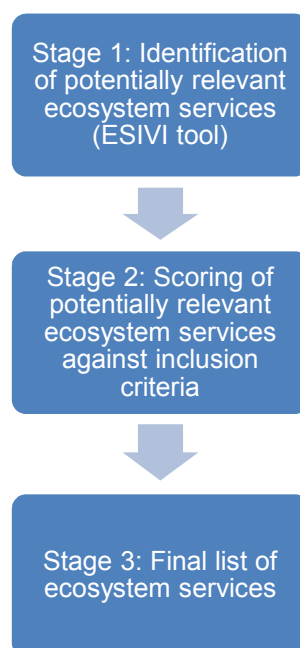 Stage 1: Identification
of potentially relevant
ecosystem services
(ESIVI tool)
Stage 2: Scoring of
potentially relevant
ecosystem services
against inclusion
criteria
Stage 3: Final list of
ecosystem services